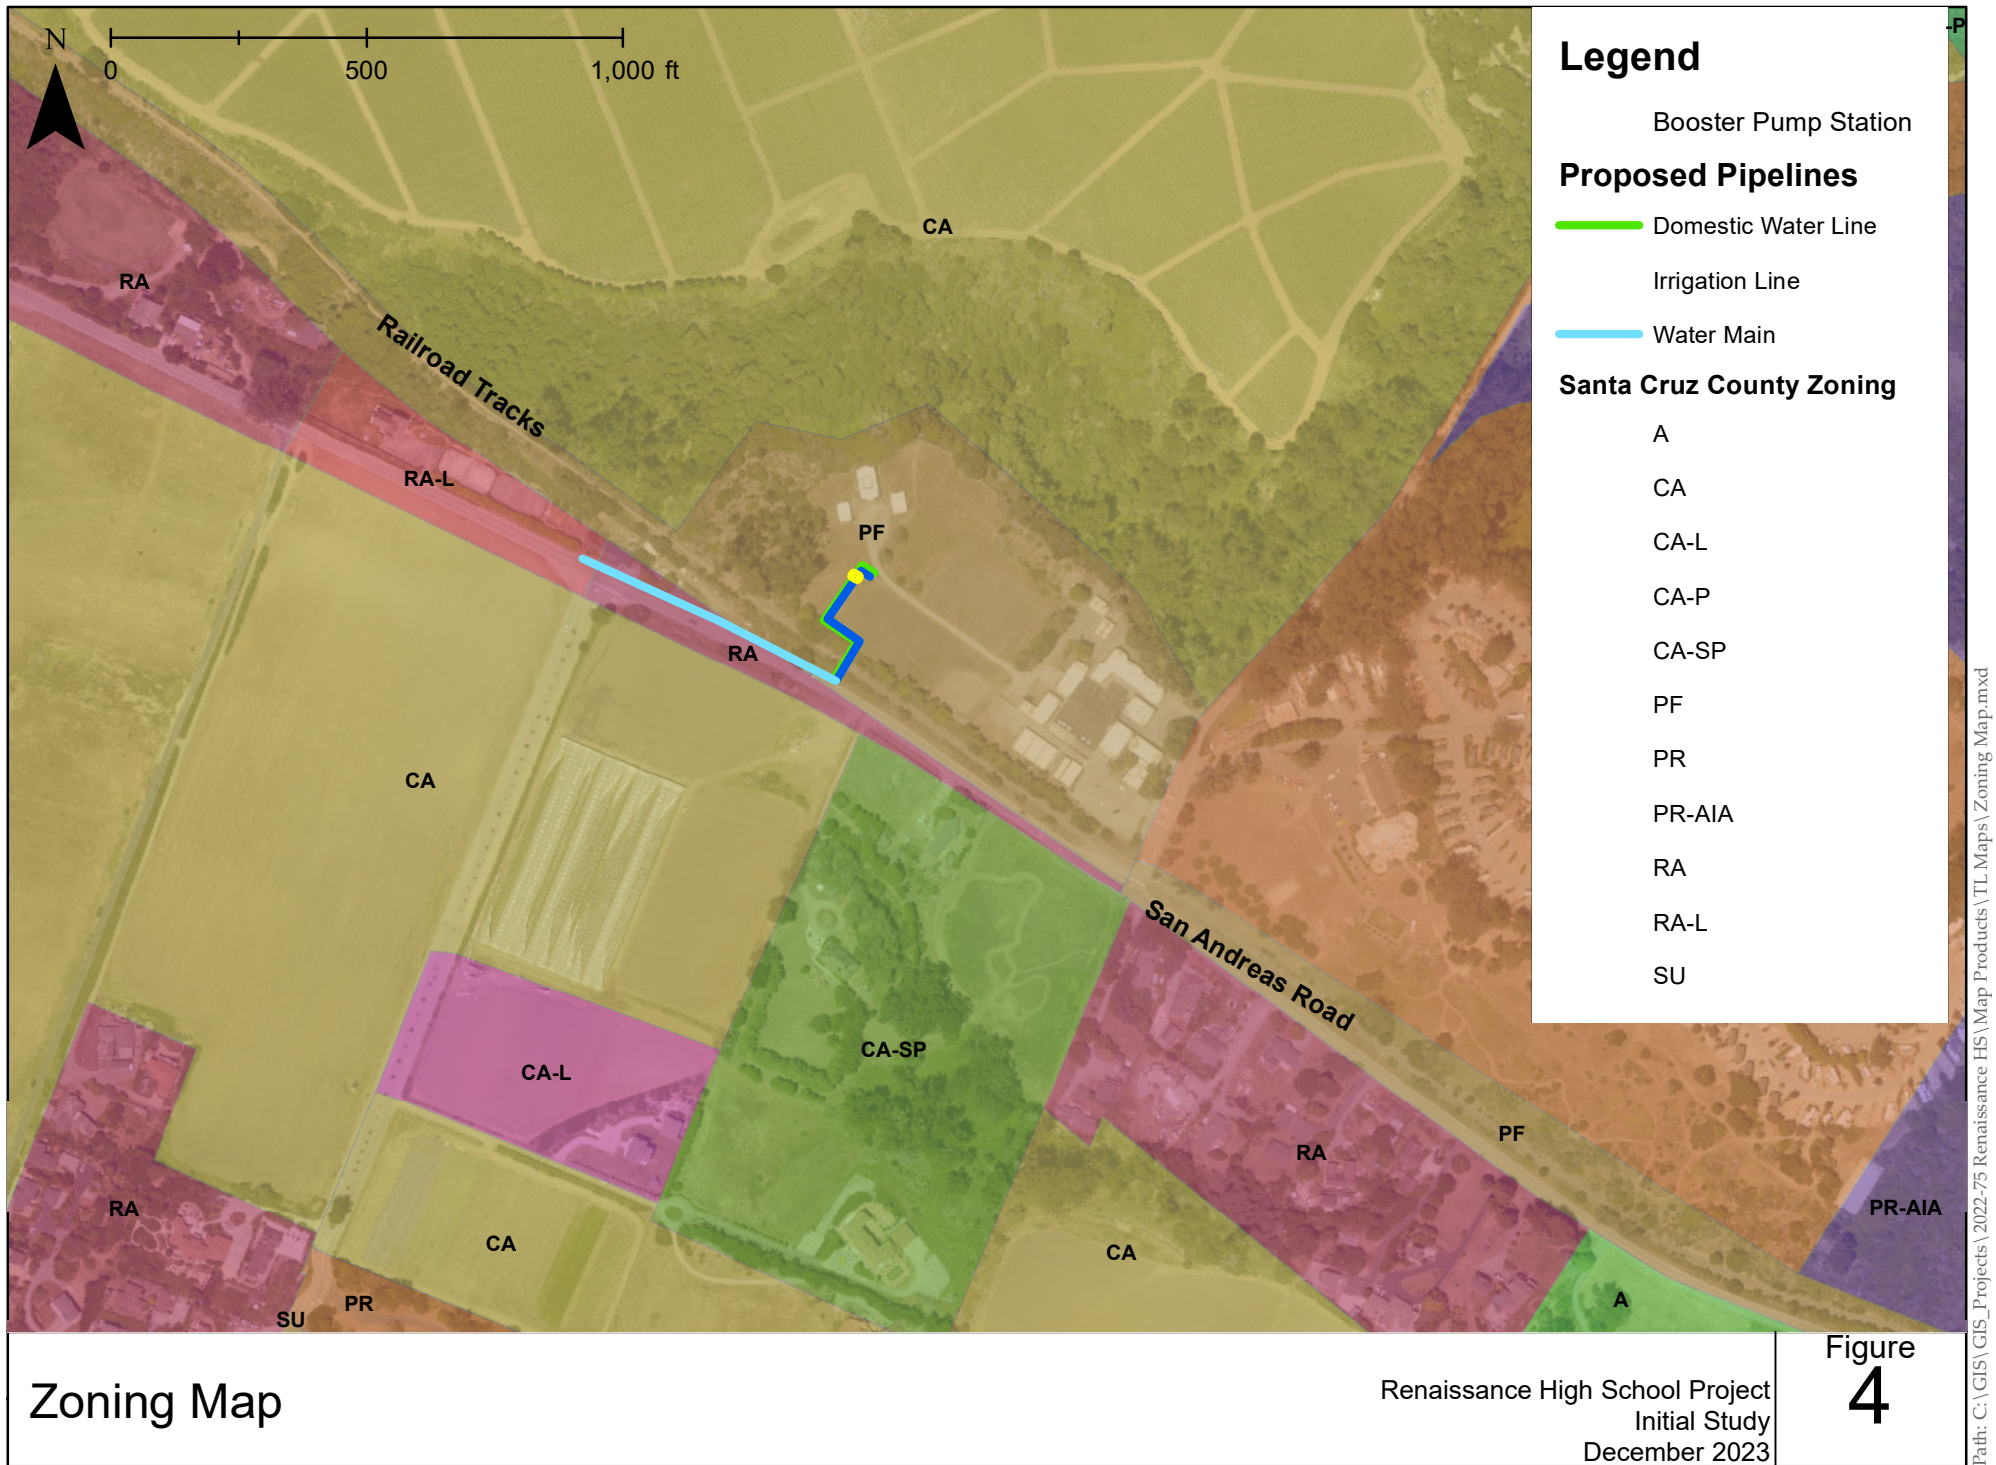 N
0 500 1,000 ft
Legend
Booster Pump Station
Proposed Pipelines
Domestic Water Line
Irrigation Line
Water Main
Santa Cruz County Zoning
A
CA
CA-L
CA-P
CA-SP
PF
PR
PR-AIA
RA
RA-L
SU
-P
CA
RA
Railroad Tracks
RA-L
PF
RA
CA
San Andreas Road
CA-SP
CA-L
PF
RA
PR-AIA
RA
CA
CA
A
PR
SU
Zoning Map
Renaissance High School Project
Initial Study
December 2023
Figure
4
Path: C:\GIS\GIS_Projects\2022-75 Renaissance HS\Map Products\TL Maps\Zoning Map.mxd